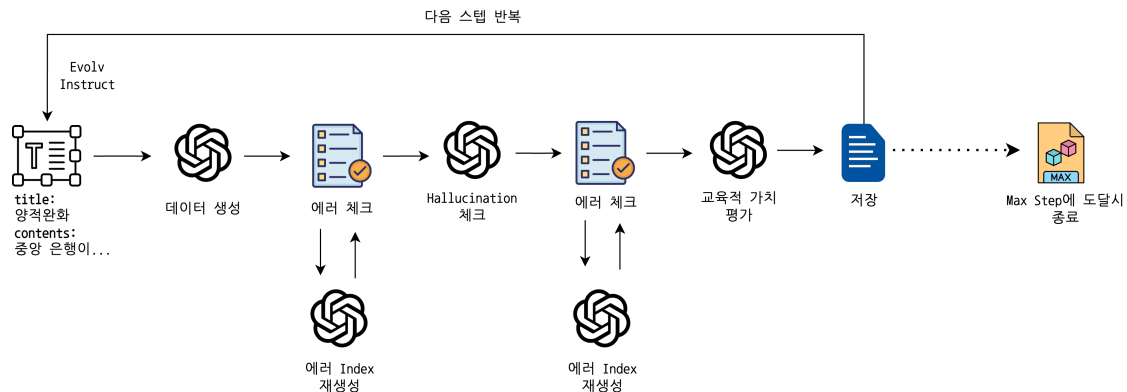 다음 스텝 반복
Evolv
Instruct
T
title:
양적완화
contents:
중앙 은행이...
데이터 생성
에러 체크
Hallucination
체크
에러 체크
교육적 가치
평가
저장
MAX
Max Step에 도달시
종료
에러 Index
재생성
에러 Index
재생성